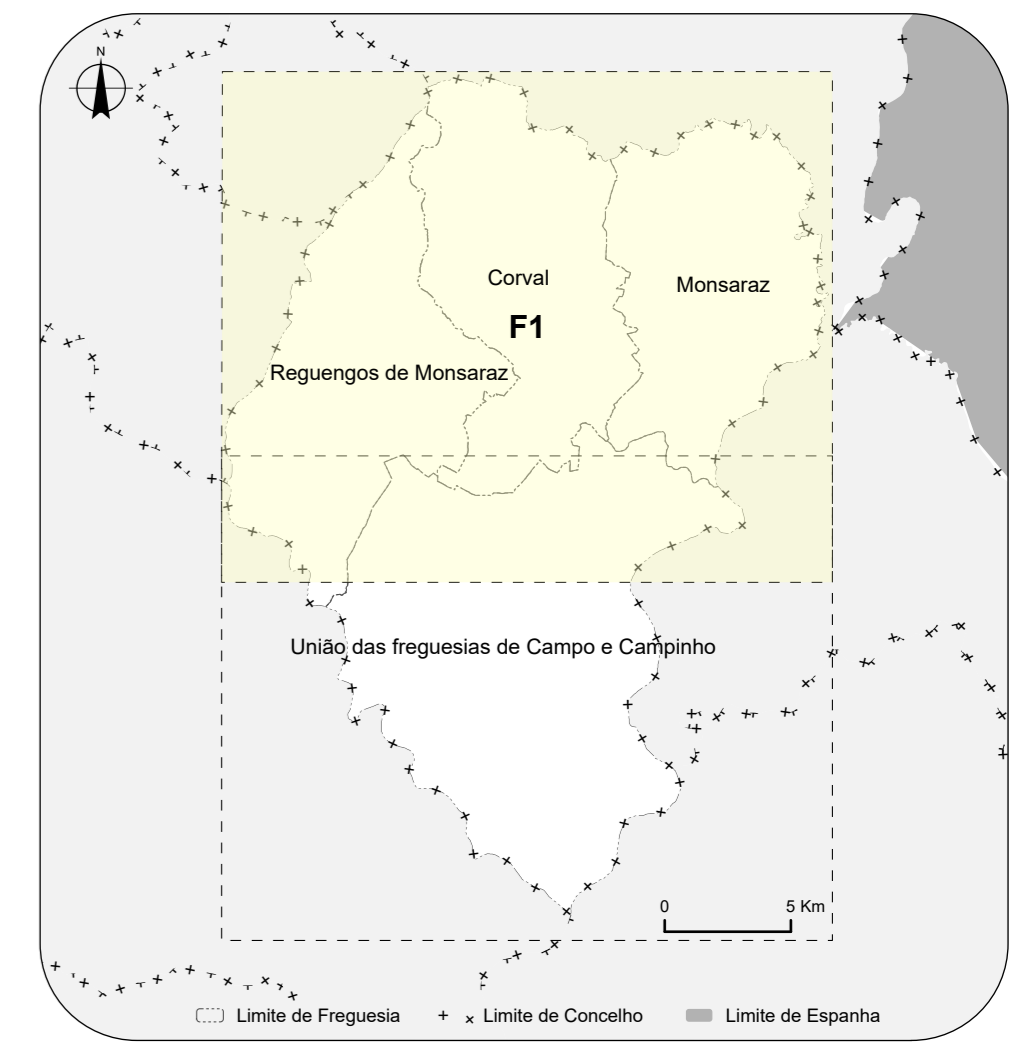 N
Corval
Monsaraz
F1
Reguengos de Monsaraz
União das freguesias de Campo e Campinho
0 5 Km
Limite de Freguesia
Limite de Concelho
Limite de Espanha